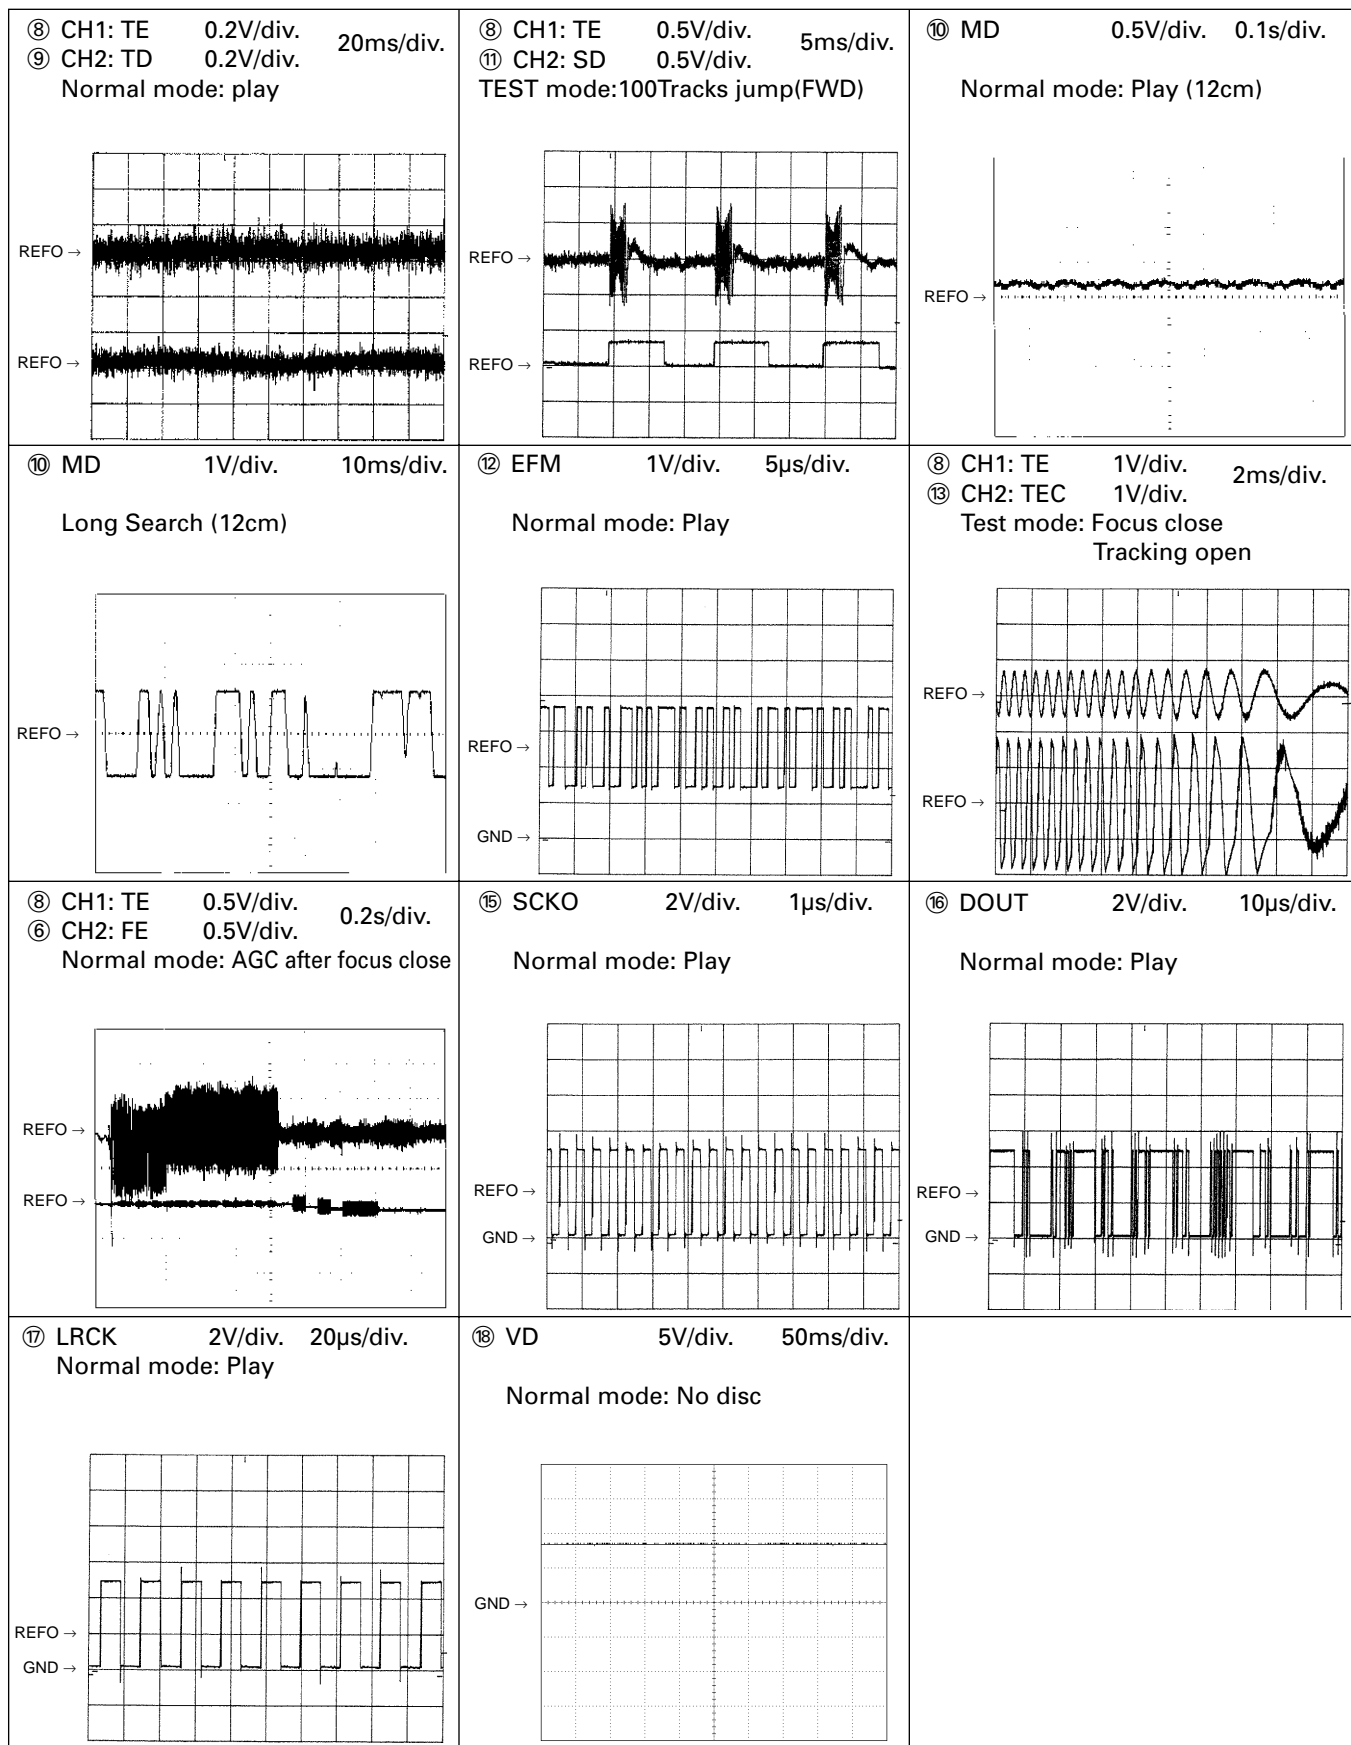 ⑧ CH1: TE 0.2V/div. 20ms/div.
⑨ CH2: TD 0.2V/div.
Normal mode: play
REFO →
REFO →
⑧ CH1: TE 0.5V/div. 5ms/div.
⑪ CH2: SD 0.5V/div.
TEST mode:100Tracks jump(FWD)
REFO →
REFO →
⑩ MD 0.5V/div. 0.1s/div.
Normal mode: Play (12cm)
REFO →
⑩ MD 1V/div. 10ms/div.
Long Search (12cm)
REFO →
⑫ EFM 1V/div. 5µs/div.
Normal mode: Play
REFO →
GND →
⑧ CH1: TE 1V/div. 2ms/div.
⑬ CH2: TEC 1V/div.
Test mode: Focus close
Tracking open
REFO →
REFO →
⑧ CH1: TE 0.5V/div. 0.2s/div.
⑥ CH2: FE 0.5V/div.
Normal mode: AGC after focus close
REFO →
REFO →
⑮ SCKO 2V/div. 1µs/div.
Normal mode: Play
REFO →
GND →
⑯ DOUT 2V/div. 10µs/div.
Normal mode: Play
REFO →
GND →
⑰ LRCK 2V/div. 20µs/div.
Normal mode: Play
REFO →
GND →
⑱ VD 5V/div. 50ms/div.
Normal mode: No disc
GND →